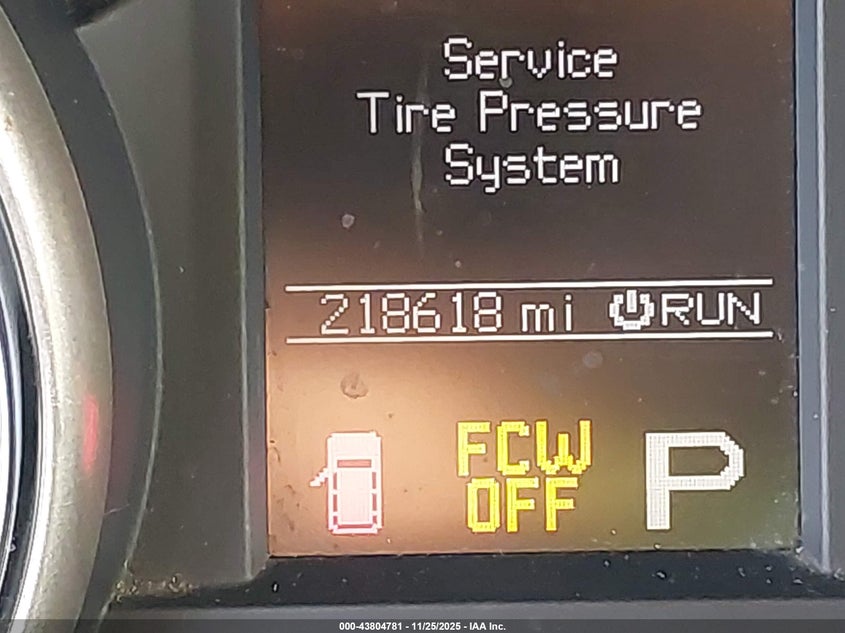 Service
Tire Pressure
System
218618 mi RUN
FCW
OFF
P
000-43804781 - 11/25/2025 - IAA Inc.